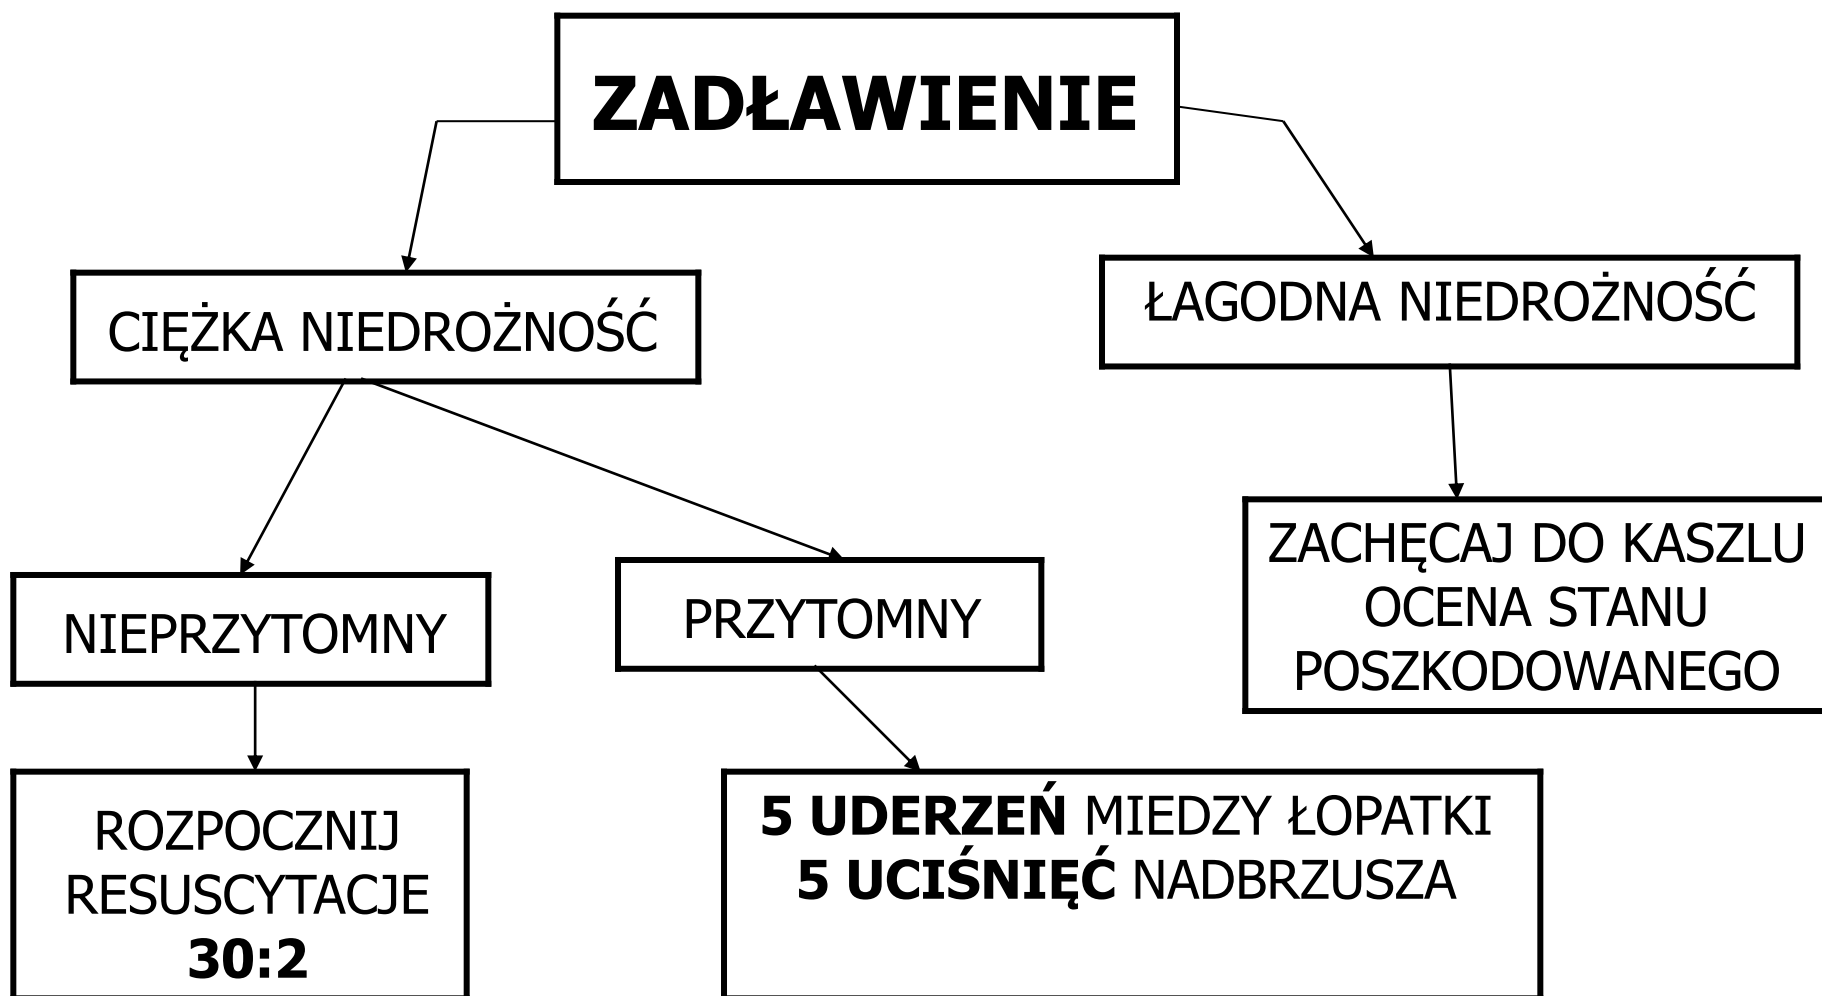 ZADŁAWIENIE
CIĘŻKA NIEDROŻNOŚĆ
ŁAGODNA NIEDROŻNOŚĆ
NIEPRZYTOMNY
PRZYTOMNY
ZACHĘCAJ DO KASZLU
OCENA STANU
POSZKODOWANEGO
ROZPOCZNIJ
RESUSCYTACJE
30:2
5 UDERZEŃ MIEDZY ŁOPATKI
5 UCIŚNIĘĆ NADBRZUSZA